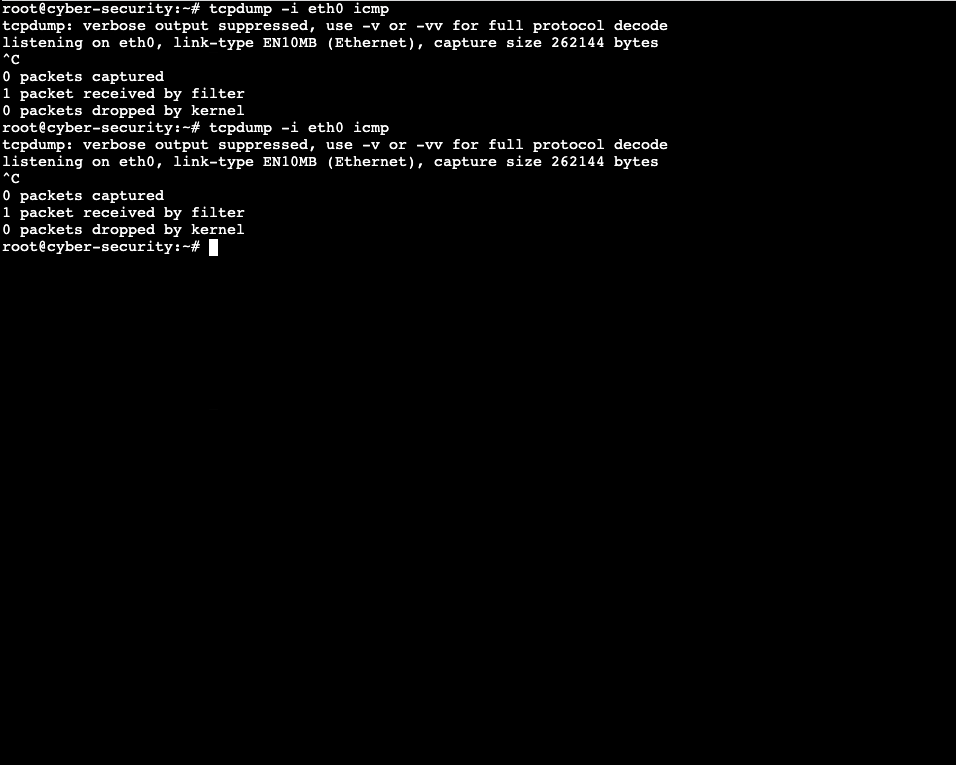 root@cyber-security:~# tcpdump -i eth0 icmp
tcpdump: verbose output suppressed, use -v or -vv for full protocol decode
listening on eth0, link-type EN10MB (Ethernet), capture size 262144 bytes
^C
0 packets captured
1 packet received by filter
0 packets dropped by kernel
root@cyber-security:~# tcpdump -i eth0 icmp
tcpdump: verbose output suppressed, use -v or -vv for full protocol decode
listening on eth0, link-type EN10MB (Ethernet), capture size 262144 bytes
^C
0 packets captured
1 packet received by filter
0 packets dropped by kernel
root@cyber-security:~#